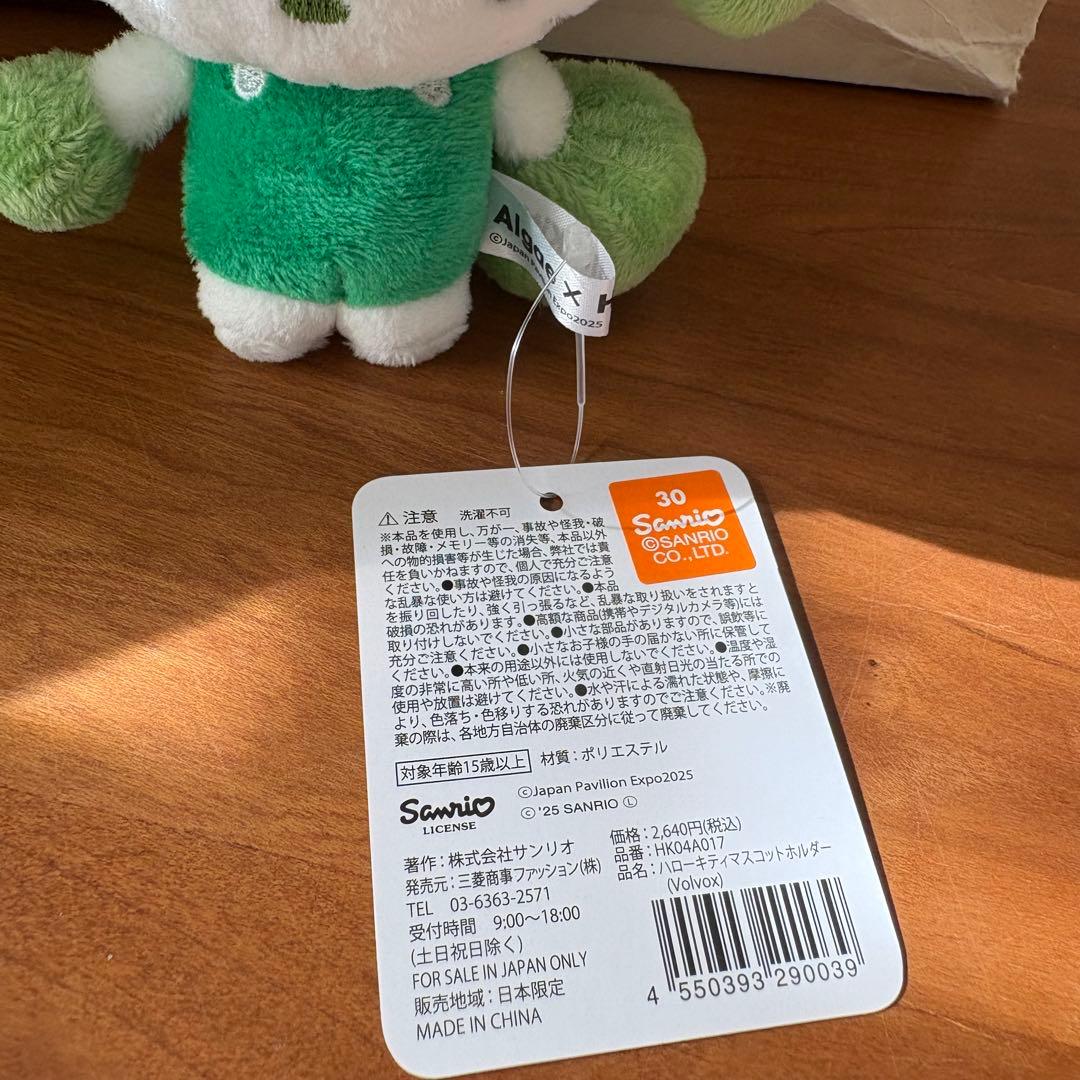 Algae × H
©Japan
Expo2025
⚠注意 洗濯不可
※本品を使用し、万が一、事故や怪我・破
損・故障・メモリー等の消失等、本品以外
への物的損害等が生じた場合、弊社では責
任を負いかねますので、個人で充分ご注意
ください。●事故や怪我の原因になるよう
な乱暴な使い方は避けてください。●本品
を振り回したり、強く引っ張るなど、乱暴な取り扱いをされますと
破損の恐れがあります。●高額な商品(携帯やデジタルカメラ等)には
取り付けしないでください。●小さな部品がありますので、誤飲等に
充分ご注意ください。●小さなお子様の手の届かない所に保管して
ください。●本来の用途以外には使用しないでください。●温度や湿
度の非常に高い所や低い所、火気の近くや直射日光の当たる所での
使用や放置は避けてください。●水や汗による濡れた状態や、摩擦に
より、色落ち・色移りする恐れがありますのでご注意ください。※廃
棄の際は、各地方自治体の廃棄区分に従って廃棄してください。
30
Sanrio
©SANRIO
CO.,LTD.
対象年齢15歳以上 材質：ポリエステル
Sanrio
LICENSE
©Japan Pavilion Expo2025
©'25 SANRIO Ⓛ
著作：株式会社サンリオ
発売元：三菱商事ファッション(株)
TEL 03-6363-2571
受付時間 9:00〜18:00
(土日祝日除く)
FOR SALE IN JAPAN ONLY
販売地域：日本限定
MADE IN CHINA
価格：2,640円(税込)
品番：HK04A017
品名：ハローキティマスコットホルダー
(Volvox)
4 550393 290039